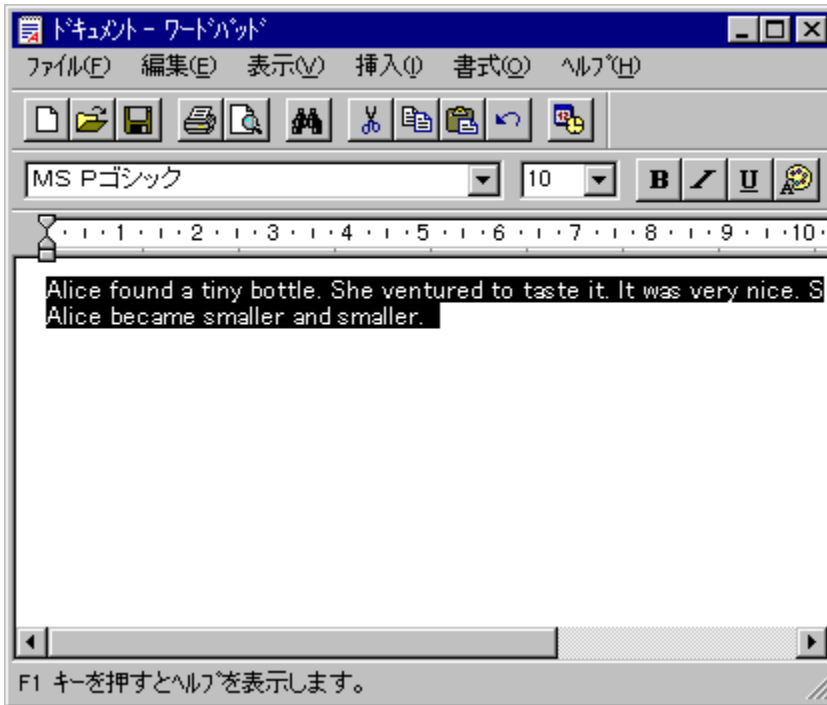 ﾄﾞｷｭﾒﾝﾄ - ﾜｰﾄﾞﾊﾟｯﾄﾞ
ﾌｧｲﾙ(F) 編集(E) 表示(V) 挿入(I) 書式(O) ﾍﾙﾌﾟ(H)
12
MS Pゴシック 10 B I U A
1 2 3 4 5 6 7 8 9 10
Alice found a tiny bottle. She ventured to taste it. It was very nice. S
Alice became smaller and smaller.
F1 キーを押すとﾍﾙﾌﾟを表示します。